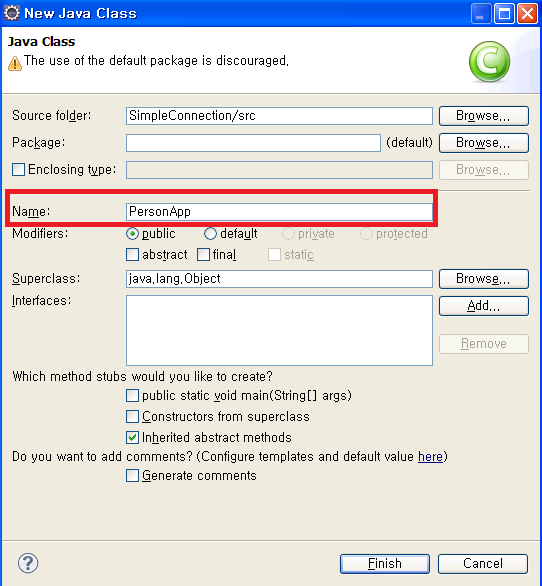 New Java Class
Java Class
The use of the default package is discouraged.
Source folder: SimpleConnection/src Browse...
Package: (default) Browse...
Enclosing type: Browse...
Name: PersonApp
Modifiers: public default private protected
abstract final static
Superclass: java.lang.Object Browse...
Interfaces: Add...
Remove
Which method stubs would you like to create?
public static void main(String[] args)
Constructors from superclass
Inherited abstract methods
Do you want to add comments? (Configure templates and default value here)
Generate comments
? Finish Cancel